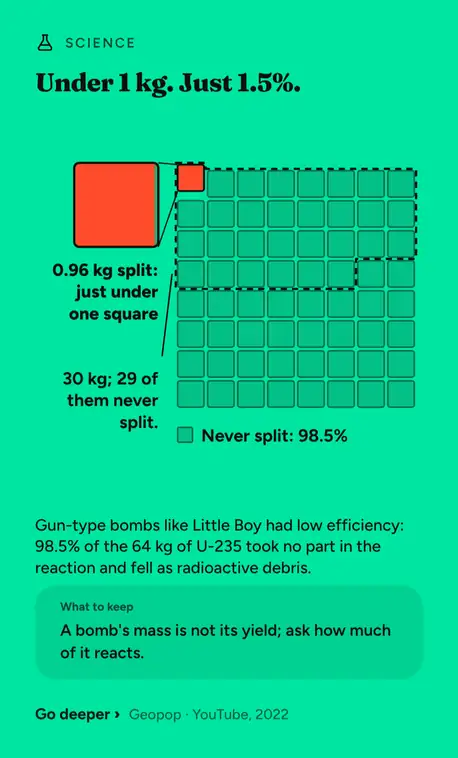 SCIENCE
Under 1 kg. Just 1.5%.
0.96 kg split:
just under
one square
30 kg; 29 of
them never
split.
Never split: 98.5%
Gun-type bombs like Little Boy had low efficiency:
98.5% of the 64 kg of U-235 took no part in the
reaction and fell as radioactive debris.
What to keep
A bomb's mass is not its yield; ask how much
of it reacts.
Go deeper › Geopop · YouTube, 2022